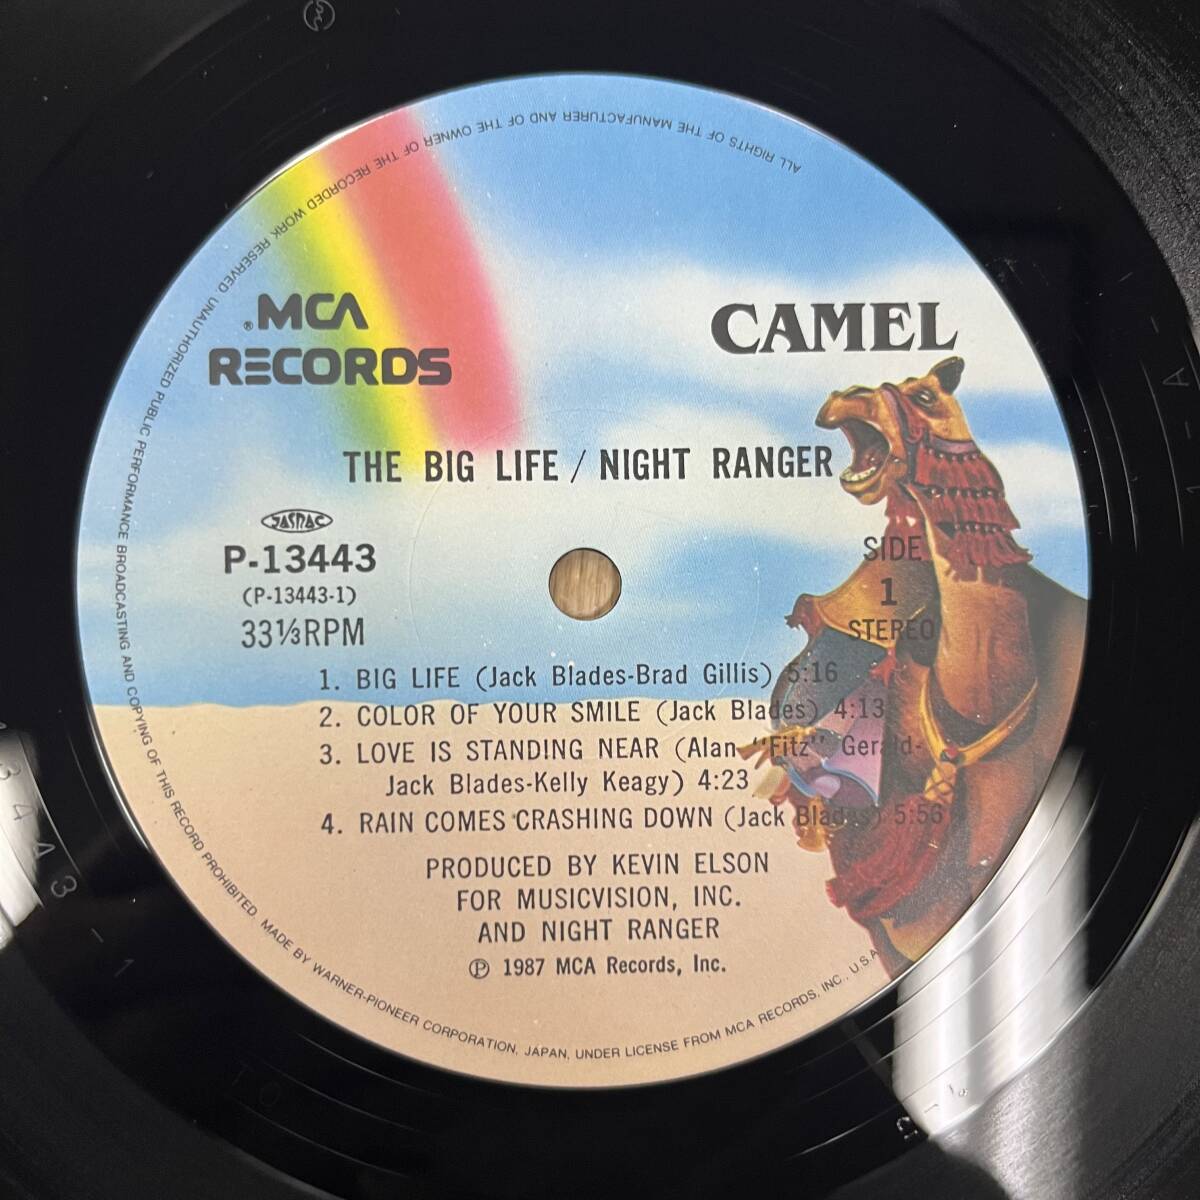 ALL RIGHTS OF THE MANUFACTURER AND OF THE OWNER OF THE RECORDED WORK RESERVED. UNAUTHORIZED PUBLIC PERFORMANCE BROADCASTING AND COPYING OF THIS RECORD PROHIBITED. MADE BY WARNER-PIONEER CORPORATION, JAPAN, UNDER LICENSE FROM MCA RECORDS, INC., U.S.A.
®MCA
RECORDS
CAMEL
THE BIG LIFE / NIGHT RANGER
JASRAC
P-13443
(P-13443-1)
33⅓RPM
SIDE
1
STEREO
1. BIG LIFE (Jack Blades-Brad Gillis) 5:16
2. COLOR OF YOUR SMILE (Jack Blades) 4:13
3. LOVE IS STANDING NEAR (Alan "Fitz" Gerald-
Jack Blades-Kelly Keagy) 4:23
4. RAIN COMES CRASHING DOWN (Jack Blades) 5:56
PRODUCED BY KEVIN ELSON
FOR MUSICVISION, INC.
AND NIGHT RANGER
Ⓟ 1987 MCA Records, Inc.